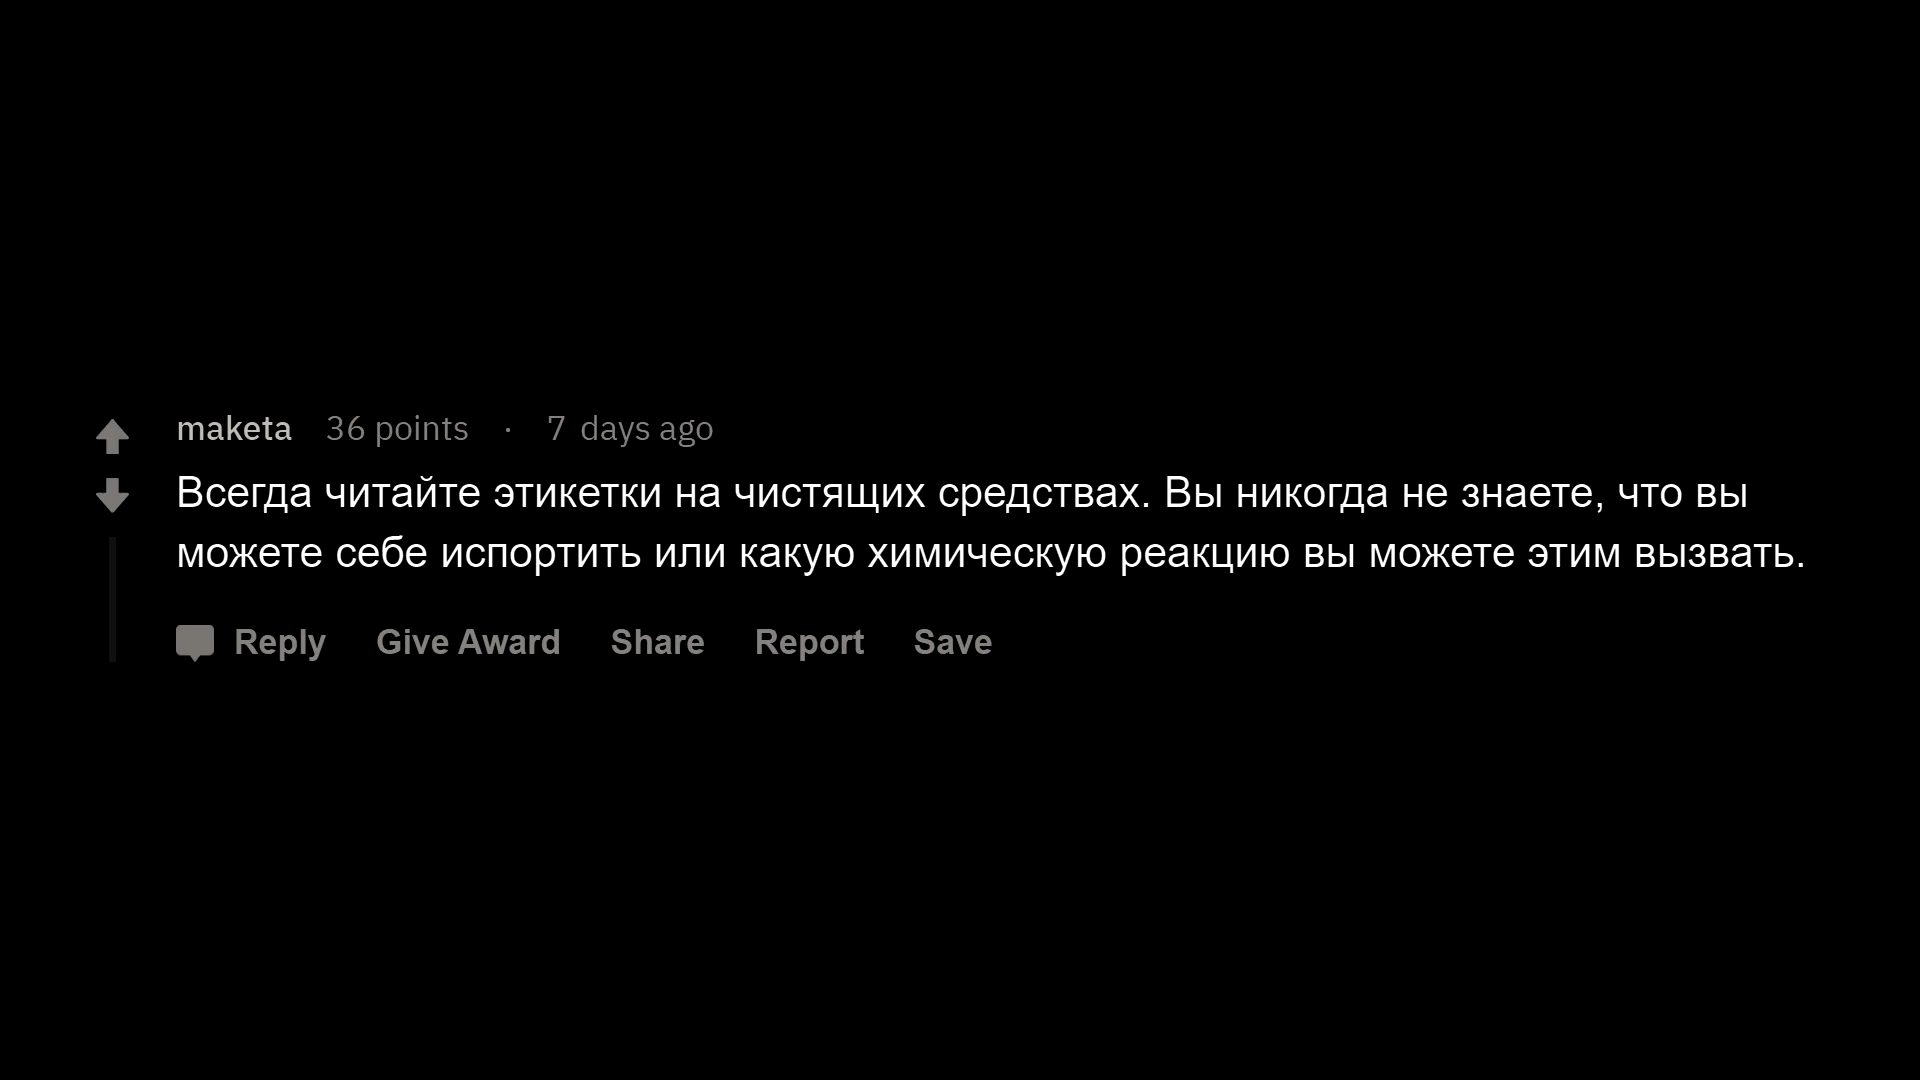 maketa 36 points · 7 days ago
Всегда читайте этикетки на чистящих средствах. Вы никогда не знаете, что вы
можете себе испортить или какую химическую реакцию вы можете этим вызвать.
Reply Give Award Share Report Save